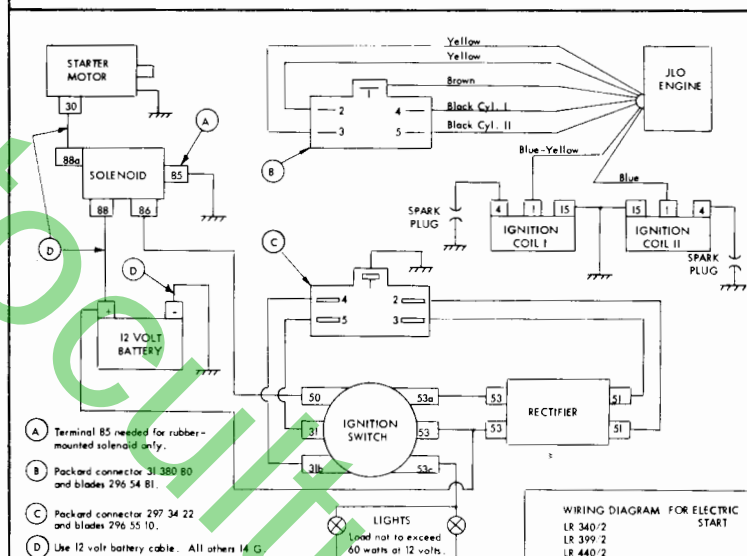 STARTER
MOTOR
30
88a
SOLENOID
85
A
88
86
D
D
12 VOLT
BATTERY
+
-
Yellow
Yellow
Brown
Black Cyl. I
Black Cyl. II
2
4
3
5
B
JLO
ENGINE
Blue-Yellow
Blue
SPARK
PLUG
4
1
15
IGNITION
COIL I
15
1
4
IGNITION
COIL II
SPARK
PLUG
C
4
2
5
3
50
53a
31
53
31b
53c
IGNITION
SWITCH
53
51
53
51
RECTIFIER
LIGHTS
Load not to exceed
60 watts at 12 volts.
A Terminal 85 needed for rubber-
mounted solenoid only.
B Packard connector 31 380 80
and blades 296 54 81.
C Packard connector 297 34 22
and blades 296 55 10.
D Use 12 volt battery cable. All others 14 G.
WIRING DIAGRAM FOR ELECTRIC
START
LR 340/2
LR 399/2
LR 440/2